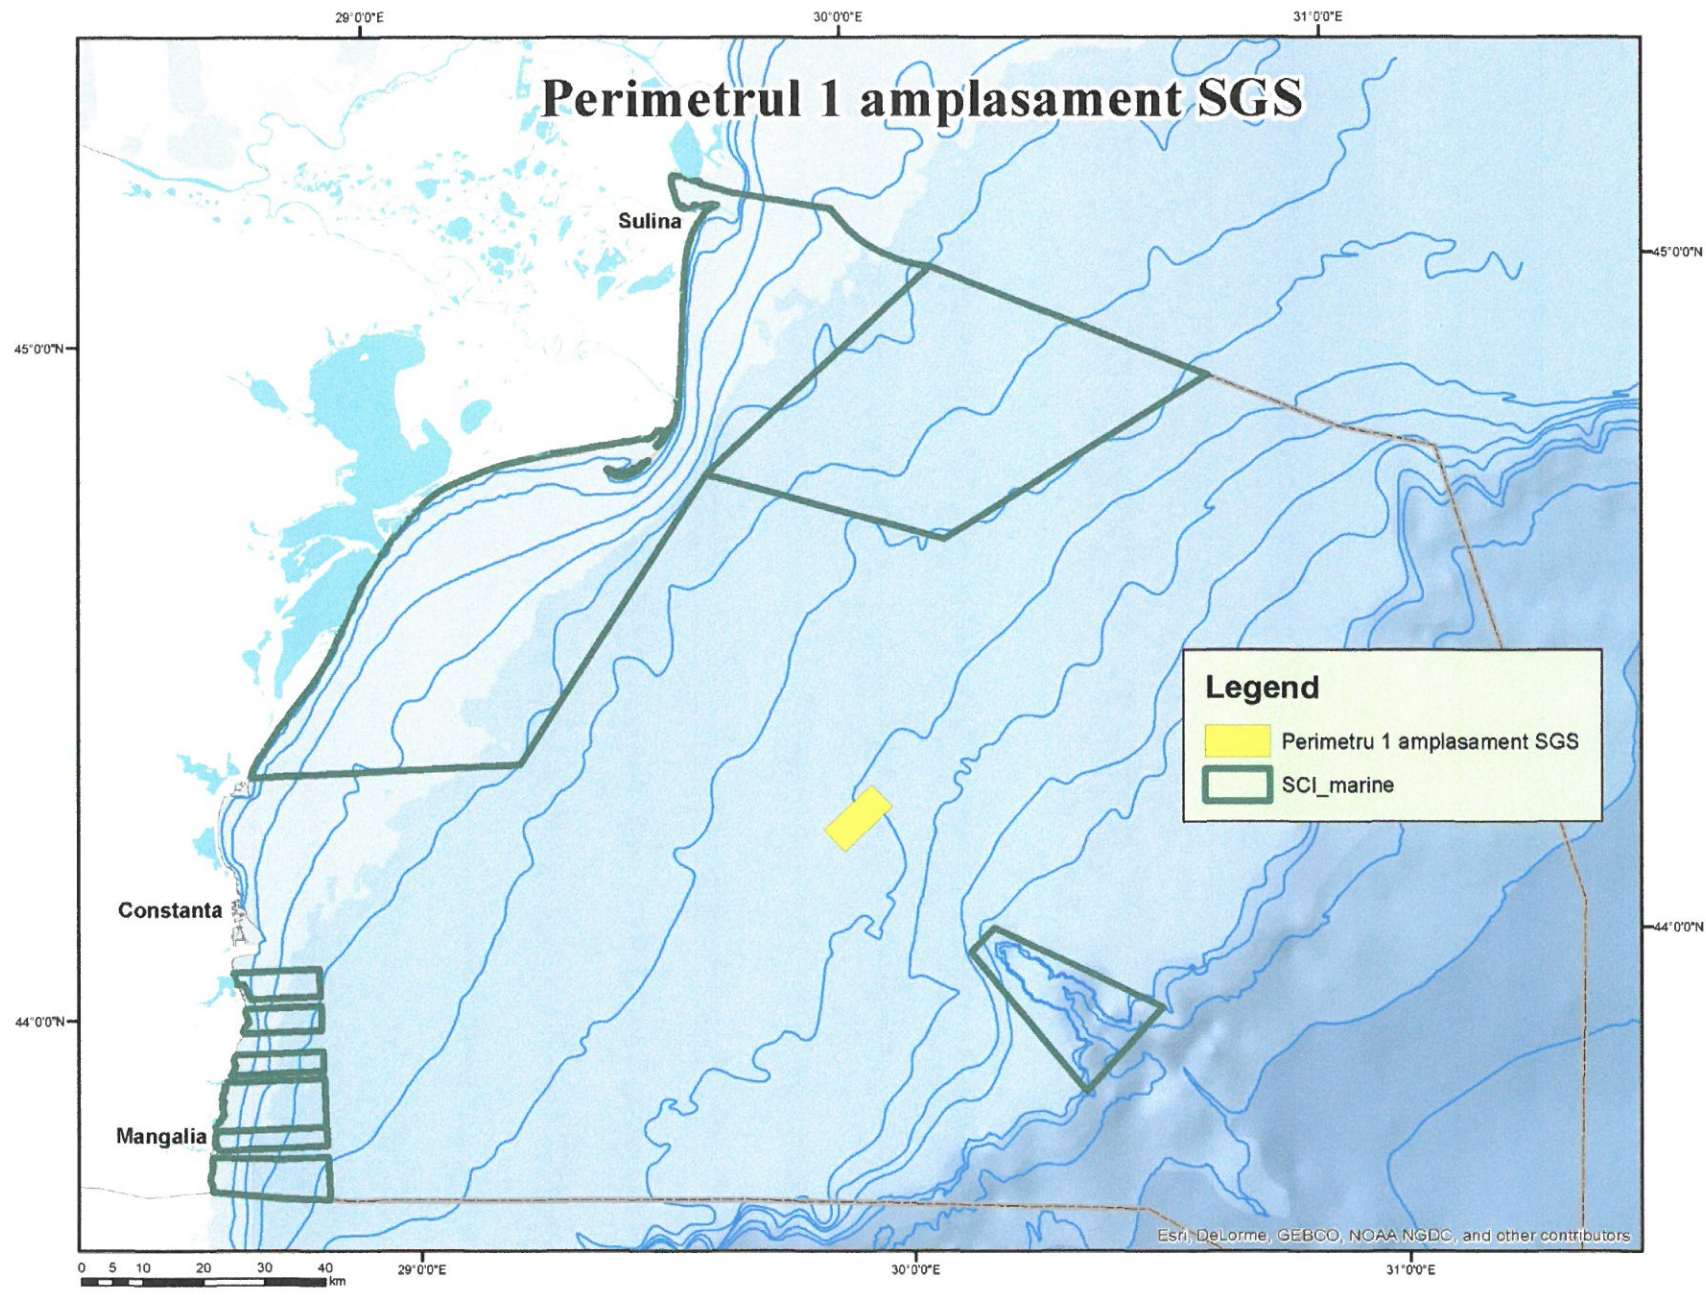 29°0'0"E 30°0'0"E 31°0'0"E
Perimetrul 1 amplasament SGS
Sulina
45°0'0"N
45°0'0"N
Legend
Perimetru 1 amplasament SGS
SCI_marine
Constanta
44°0'0"N
44°0'0"N
Mangalia
Esri, DeLorme, GEBCO, NOAA NGDC, and other contributors
0 5 10 20 30 40 km
29°0'0"E 30°0'0"E 31°0'0"E